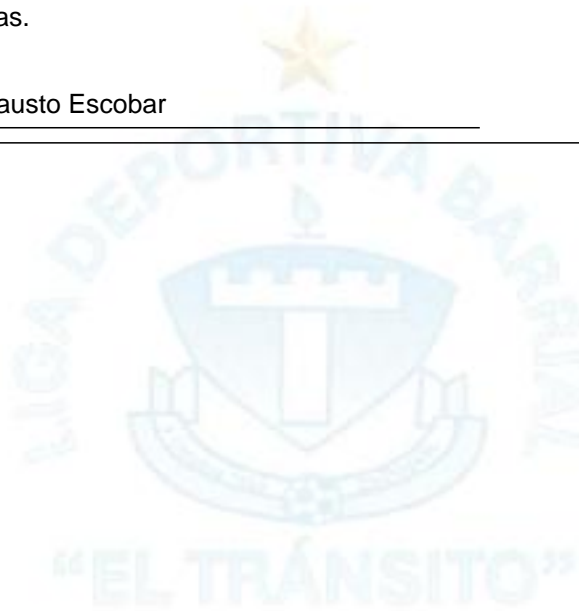 as.
austo Escobar
LIGA DEPORTIVA BARRIAL
“EL TRÁNSITO”